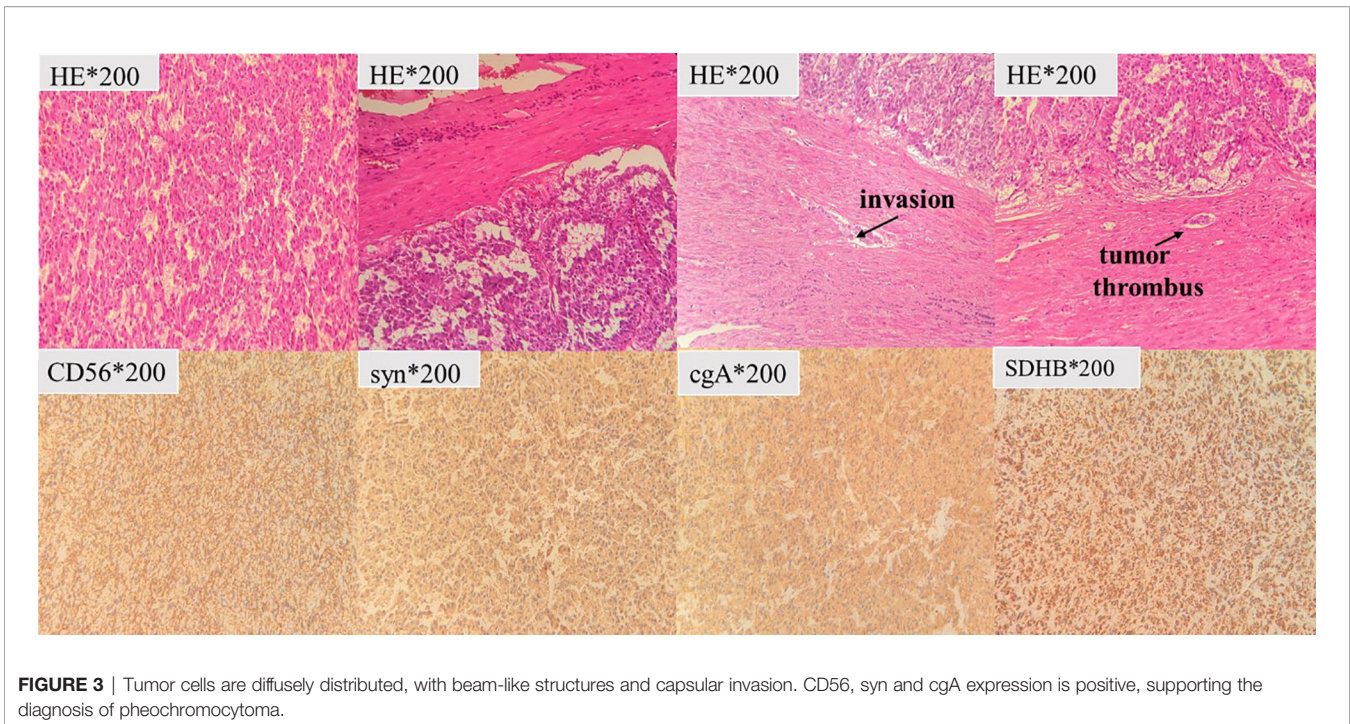 HE*200
HE*200
HE*200
HE*200
invasion
tumor
thrombus
CD56*200
syn*200
cgA*200
SDHB*200
FIGURE 3 | Tumor cells are diffusely distributed, with beam-like structures and capsular invasion. CD56, syn and cgA expression is positive, supporting the
diagnosis of pheochromocytoma.